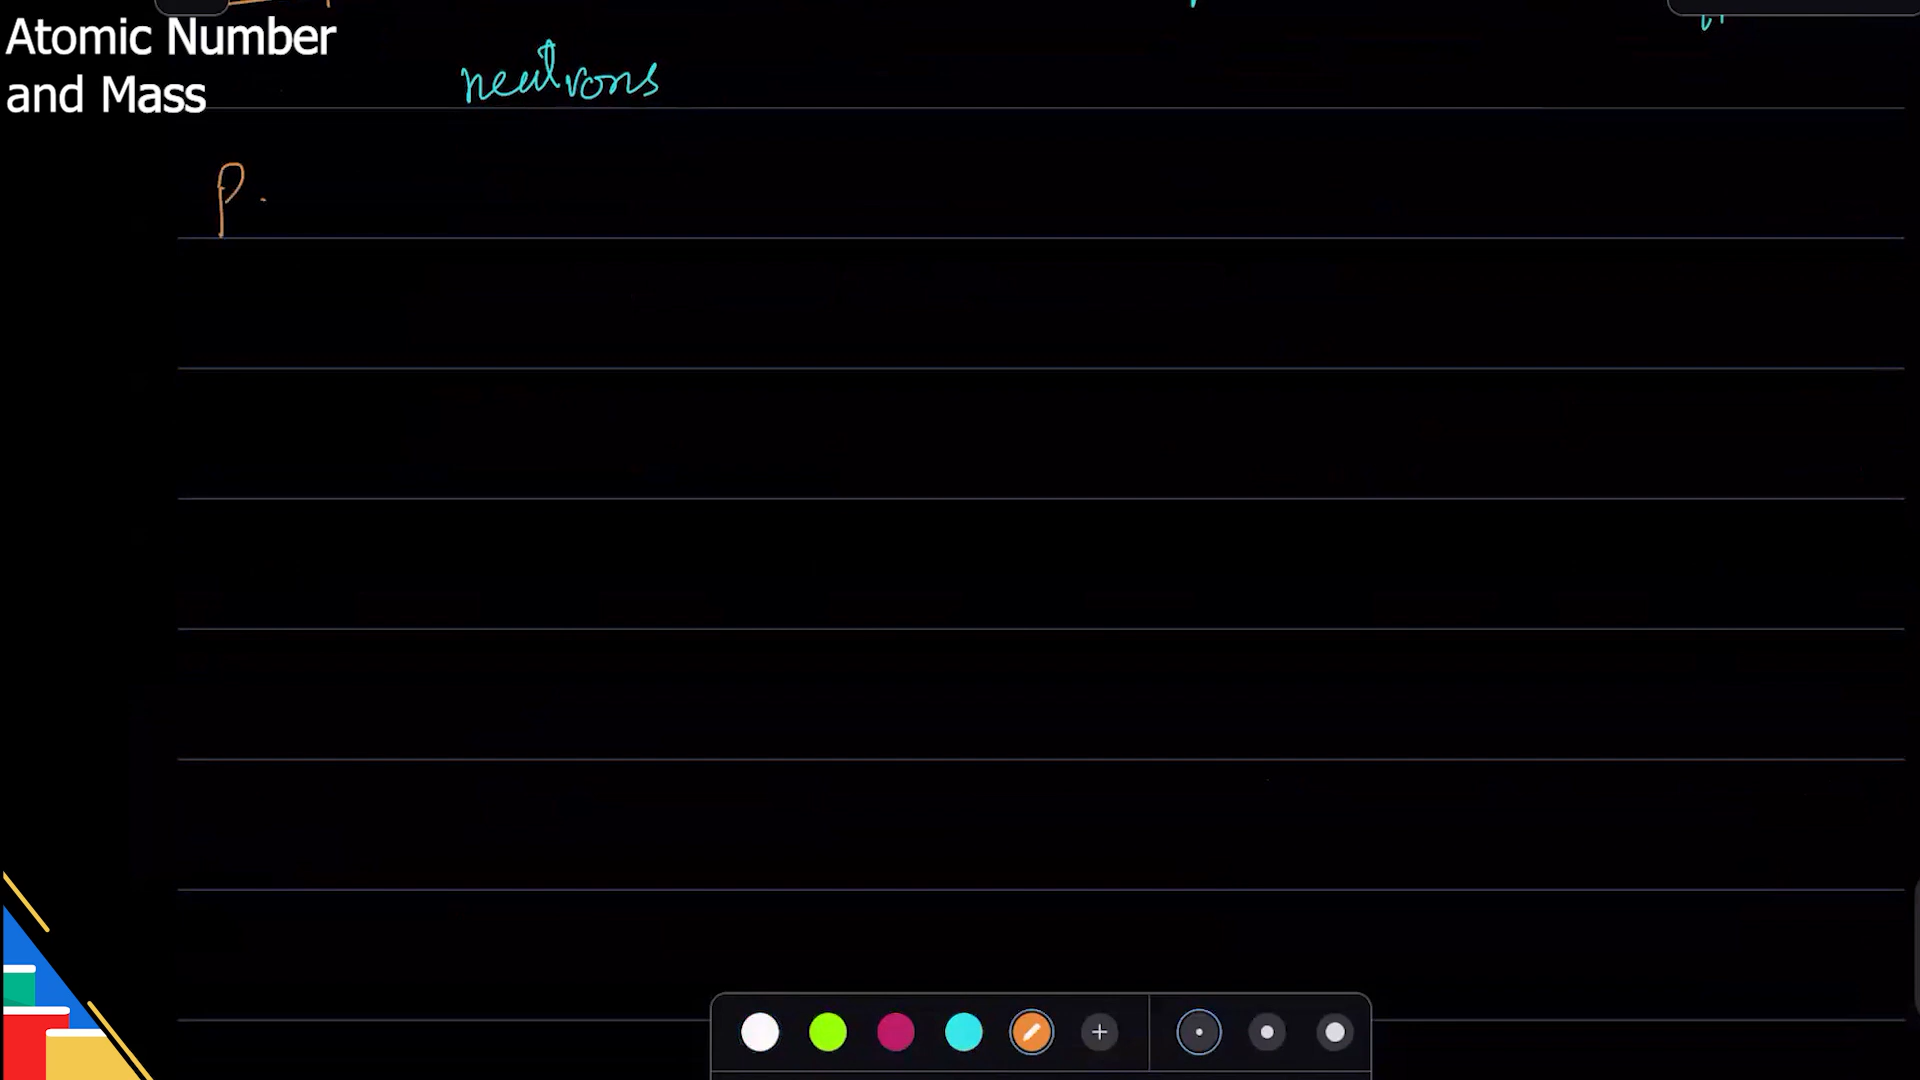 Atomic Number
and Mass
neutrons
P.